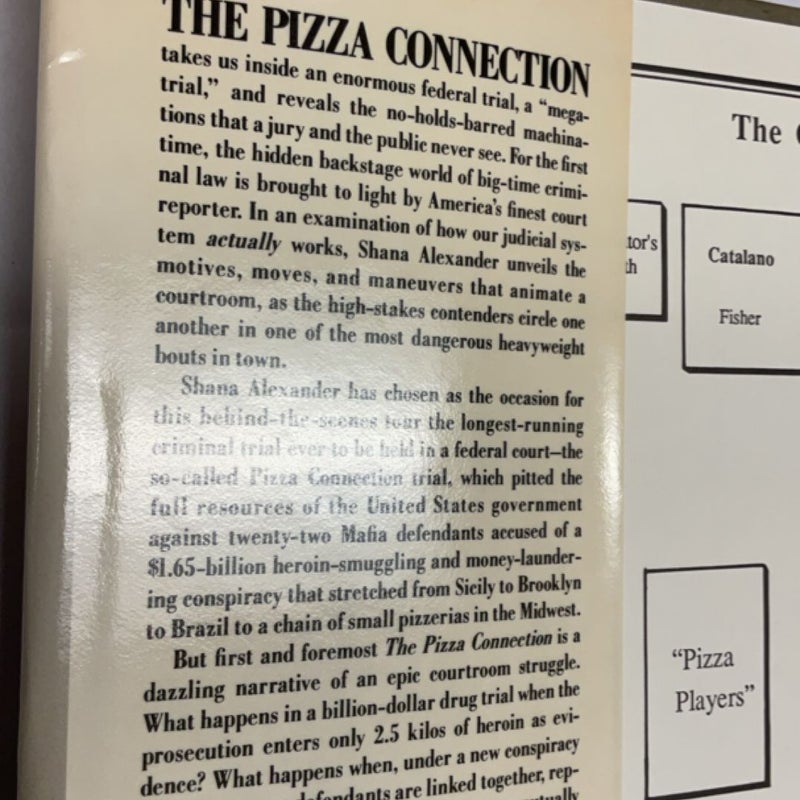 THE PIZZA CONNECTION
takes us inside an enormous federal trial, a “mega-
trial,” and reveals the no-holds-barred machina-
tions that a jury and the public never see. For the first
time, the hidden backstage world of big-time crimi-
nal law is brought to light by America's finest court
reporter. In an examination of how our judicial sys-
tem actually works, Shana Alexander unveils the
motives, moves, and maneuvers that animate a
courtroom, as the high-stakes contenders circle one
another in one of the most dangerous heavyweight
bouts in town.
Shana Alexander has chosen as the occasion for
this behind-the-scenes tour the longest-running
criminal trial ever to be held in a federal court—the
so-called Pizza Connection trial, which pitted the
full resources of the United States government
against twenty-two Mafia defendants accused of a
$1.65-billion heroin-smuggling and money-launder-
ing conspiracy that stretched from Sicily to Brooklyn
to Brazil to a chain of small pizzerias in the Midwest.
But first and foremost The Pizza Connection is a
dazzling narrative of an epic courtroom struggle.
What happens in a billion-dollar drug trial when the
prosecution enters only 2.5 kilos of heroin as evi-
dence? What happens when, under a new conspiracy
defendants are linked together, rep-
The
tor's
th
Catalano
Fisher
“Pizza
Players”